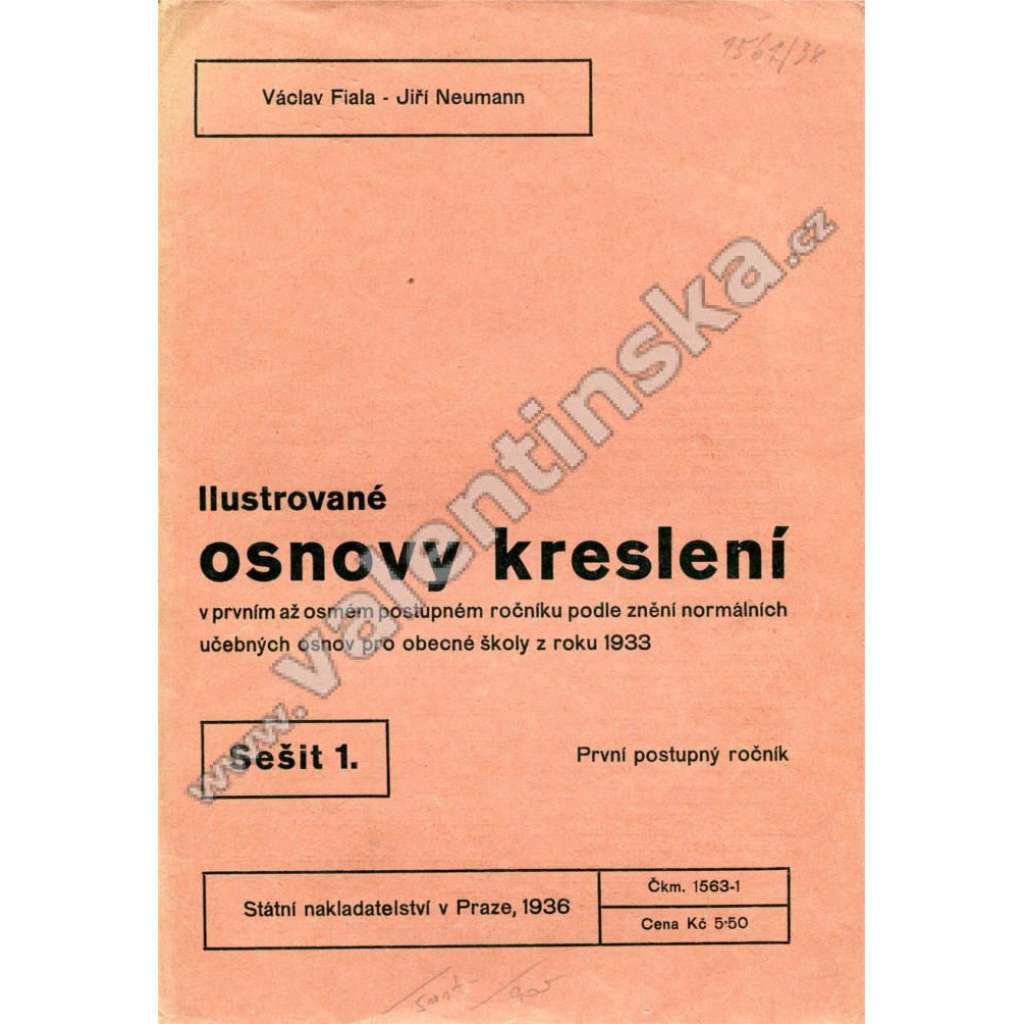 1561/38
Václav Fiala - Jiří Neumann
Ilustrované
osnovy kreslení
v prvním až osmém postupném ročníku podle znění normálních
učebných osnov pro obecné školy z roku 1933
Sešit 1.
První postupný ročník
Státní nakladatelství v Praze, 1936
Čkm. 1563-1
Cena Kč 5·50
www.valentinska.cz